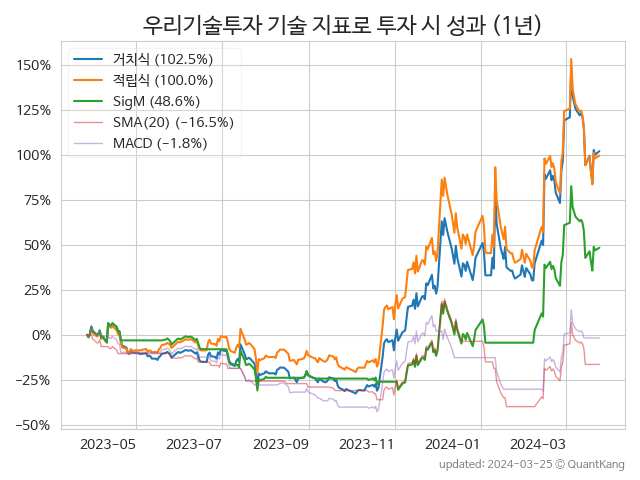 우리기술투자 기술 지표로 투자 시 성과 (1년)
거치식 (102.5%)
적립식 (100.0%)
SigM (48.6%)
SMA(20) (−16.5%)
MACD (−1.8%)
150%
125%
100%
75%
50%
25%
0%
−25%
−50%
2023-05 2023-07 2023-09 2023-11 2024-01 2024-03
updated: 2024-03-25 ⓒ QuantKang